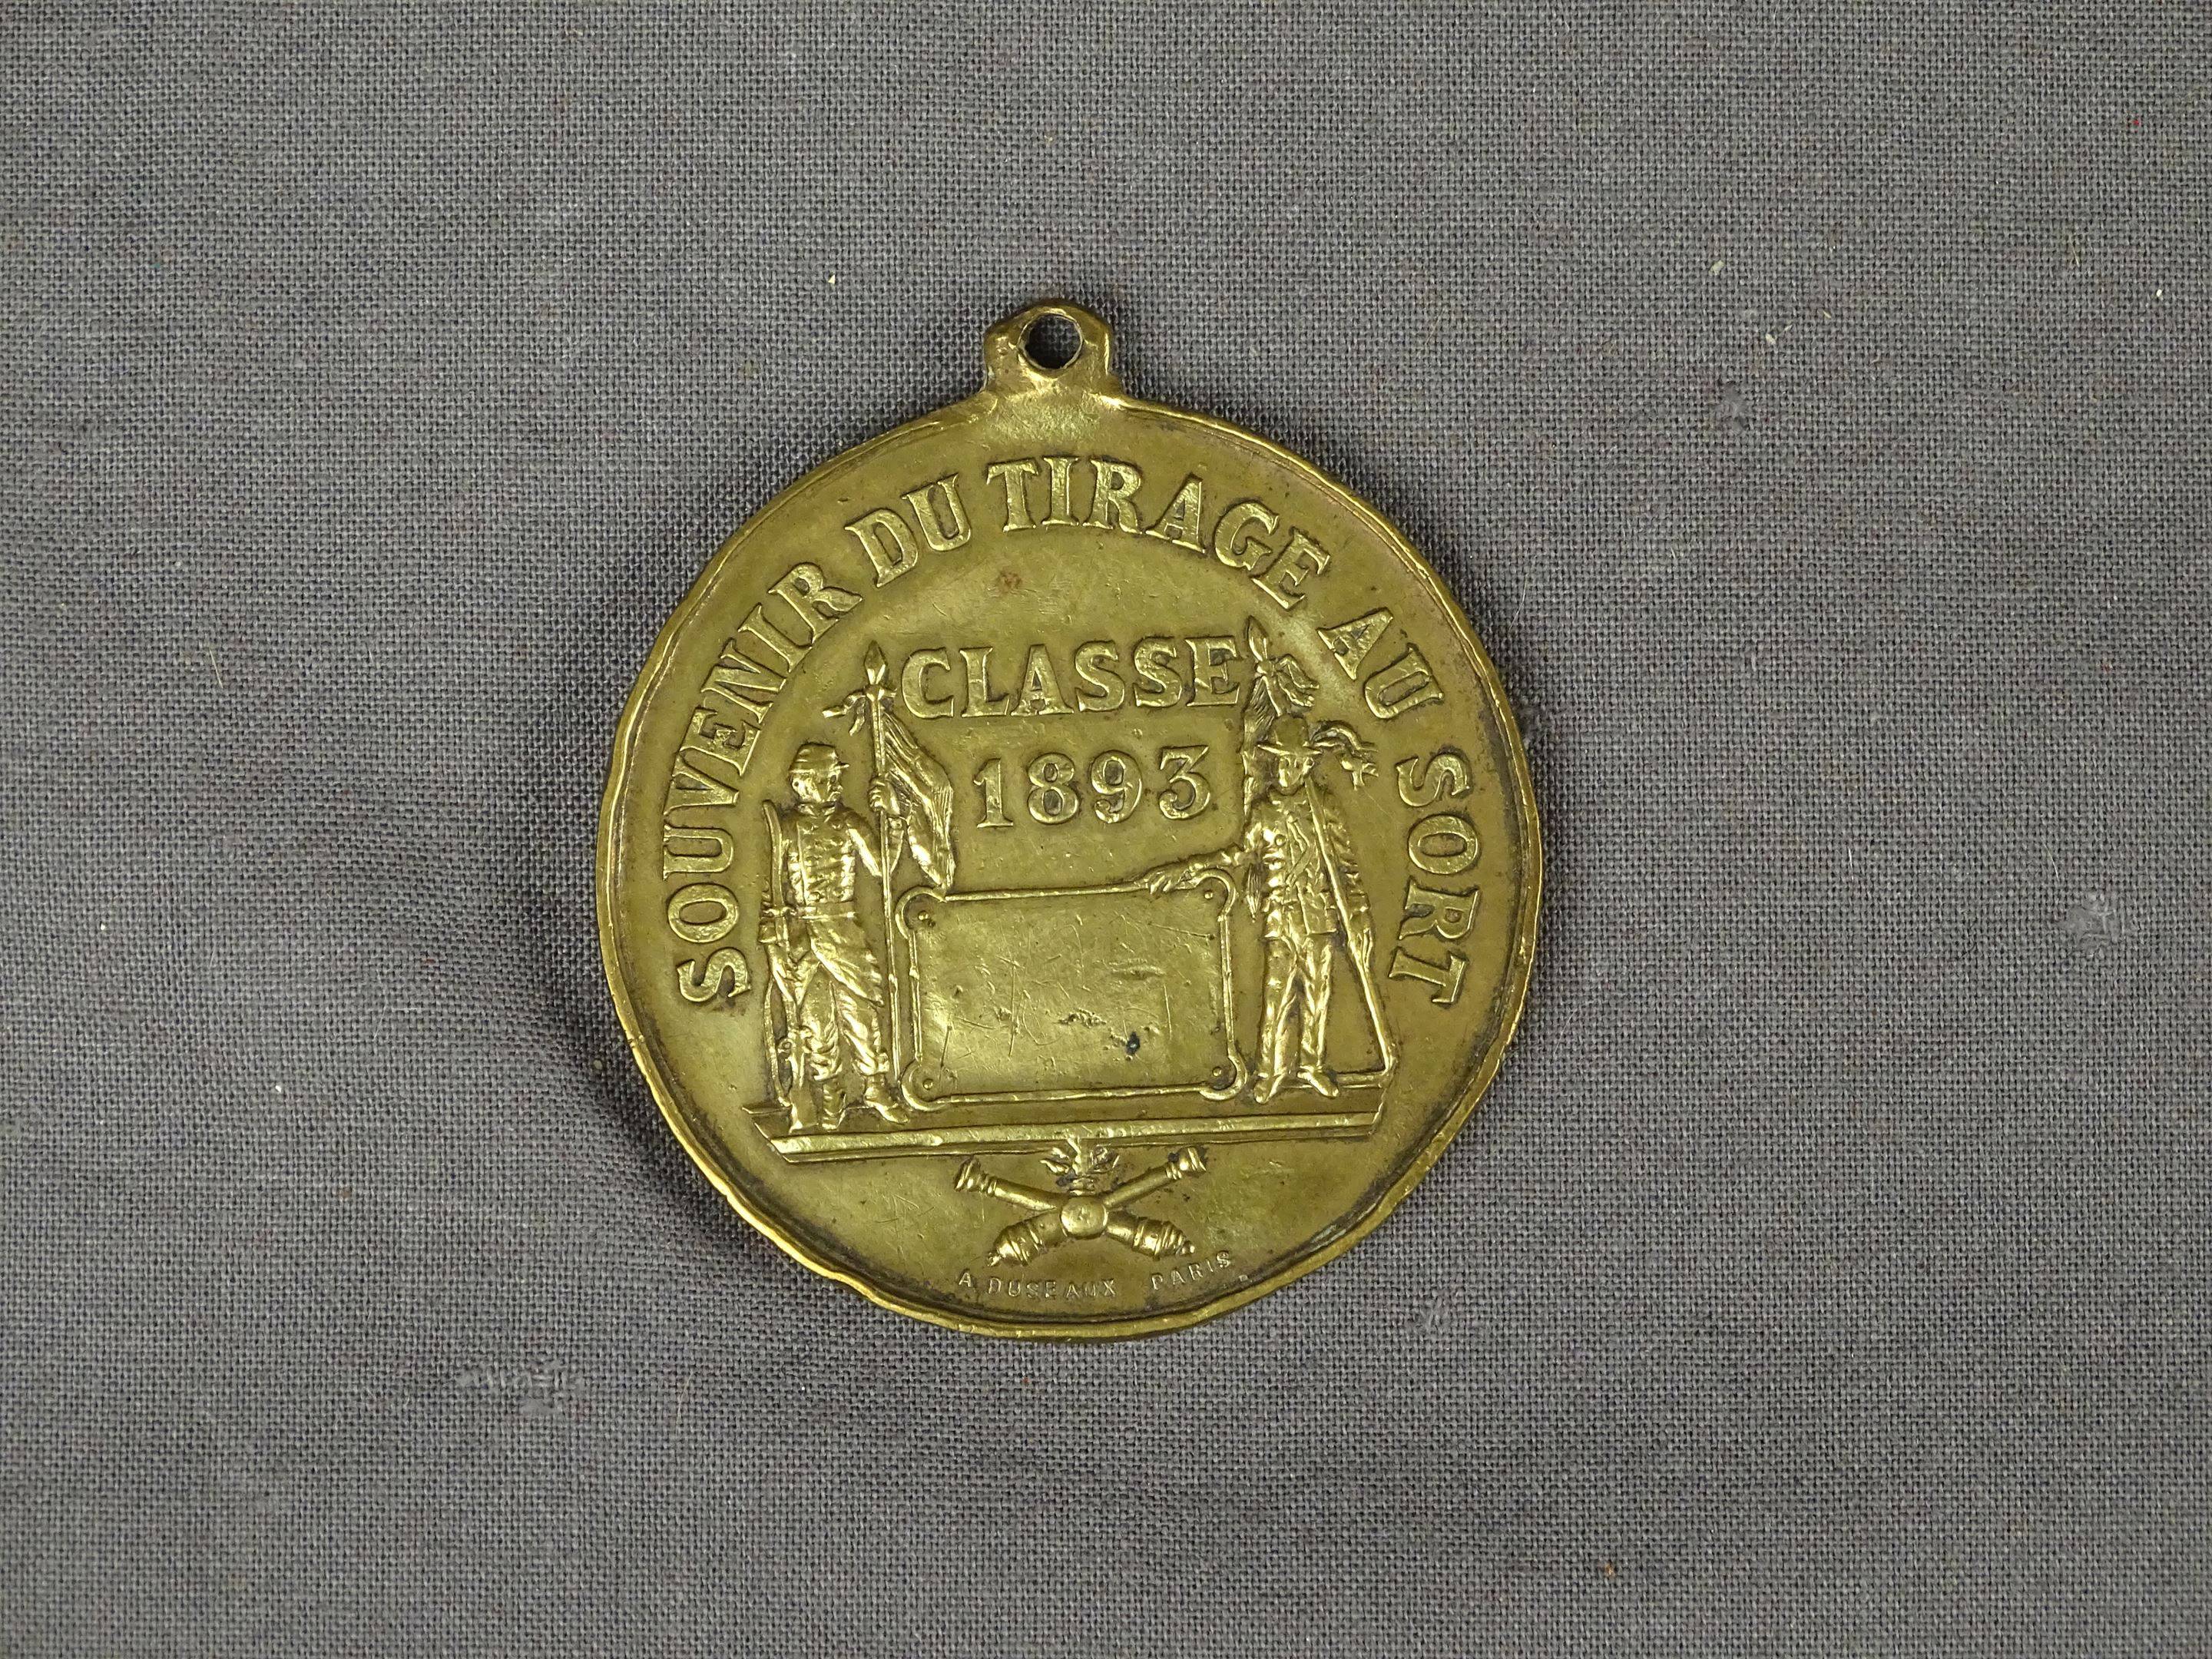 SOUVENIR DU TIRAGE AU SORT
CLASSE
1893
A DUSEAUX PARIS